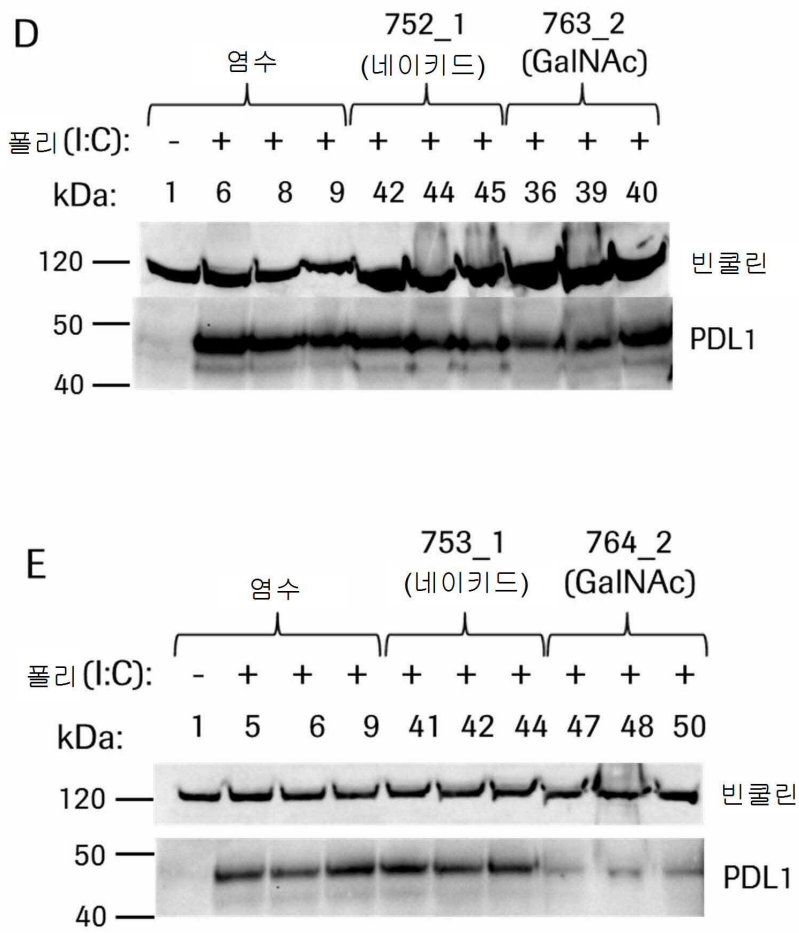 D
752_1 763_2
염수 (네이키드) (GalNAc)
폴리(I:C): - + + + + + + + + +
kDa: 1 6 8 9 42 44 45 36 39 40
120 빈쿨린
50 PDL1
40
E
753_1 764_2
염수 (네이키드) (GalNAc)
폴리(I:C): - + + + + + + + + +
kDa: 1 5 6 9 41 42 44 47 48 50
120 빈쿨린
50 PDL1
40